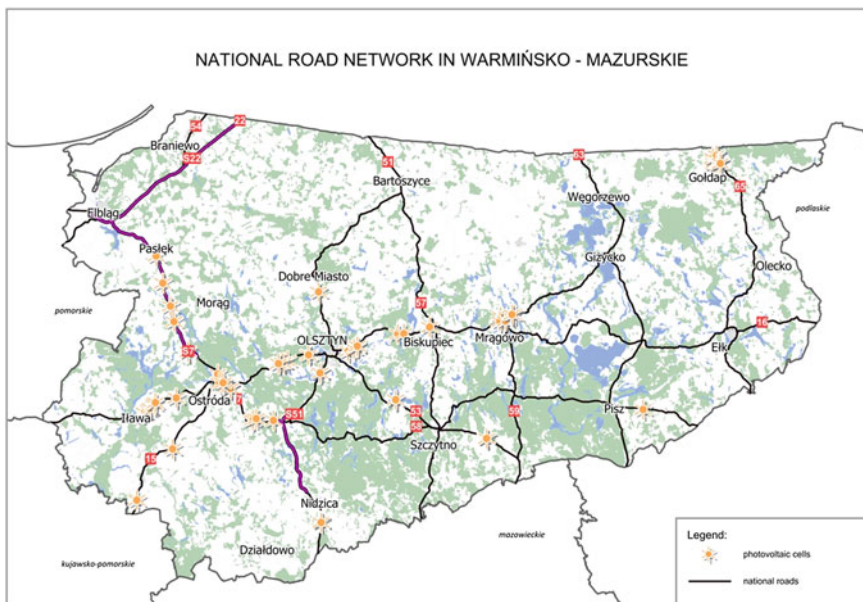 NATIONAL ROAD NETWORK IN WARMIŃSKO - MAZURSKIE
22
54
Braniewo
S22
51
63
Bartoszyce
Gołdap
65
Węgorzewo
podlaskie
Elbląg
Pasłęk
Giżycko
Olecko
Dobre Miasto
Morąg
pomorskie
57
16
OLSZTYN
Biskupiec
Mrągowo
Ełk
S7
Ostróda
7
Iława
S51
53
58
59
Pisz
Szczytno
15
Nidzica
Działdowo
mazowieckie
kujawsko-pomorskie
Legend:
photovoltaic cells
national roads